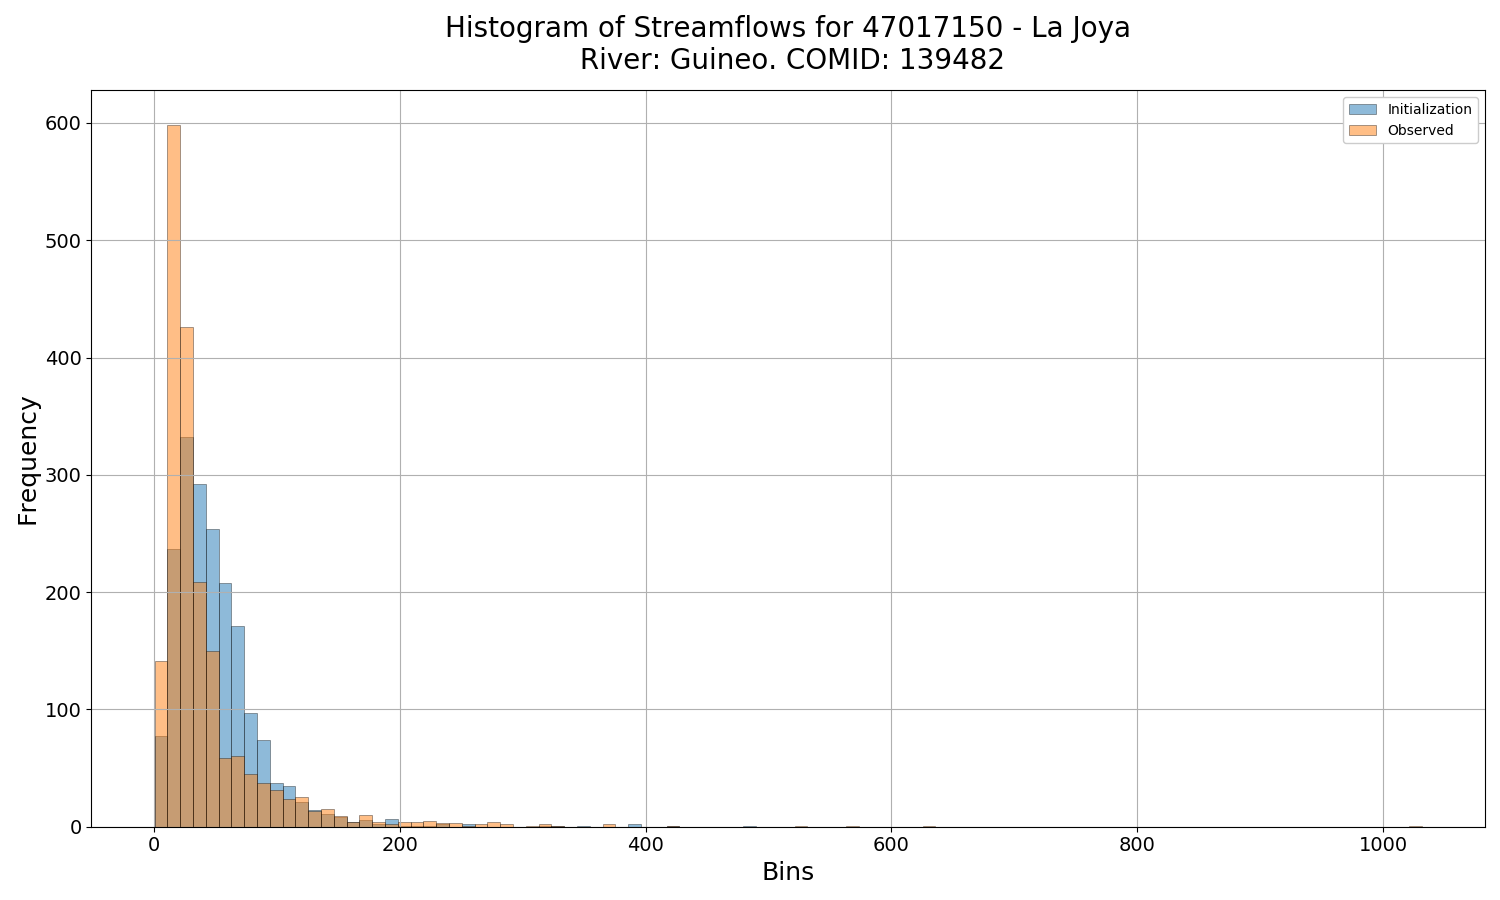 Histogram of Streamflows for 47017150 - La Joya
River: Guineo. COMID: 139482
Initialization
Observed
600
500
400
300
200
100
0
Frequency
0 200 400 600 800 1000
Bins